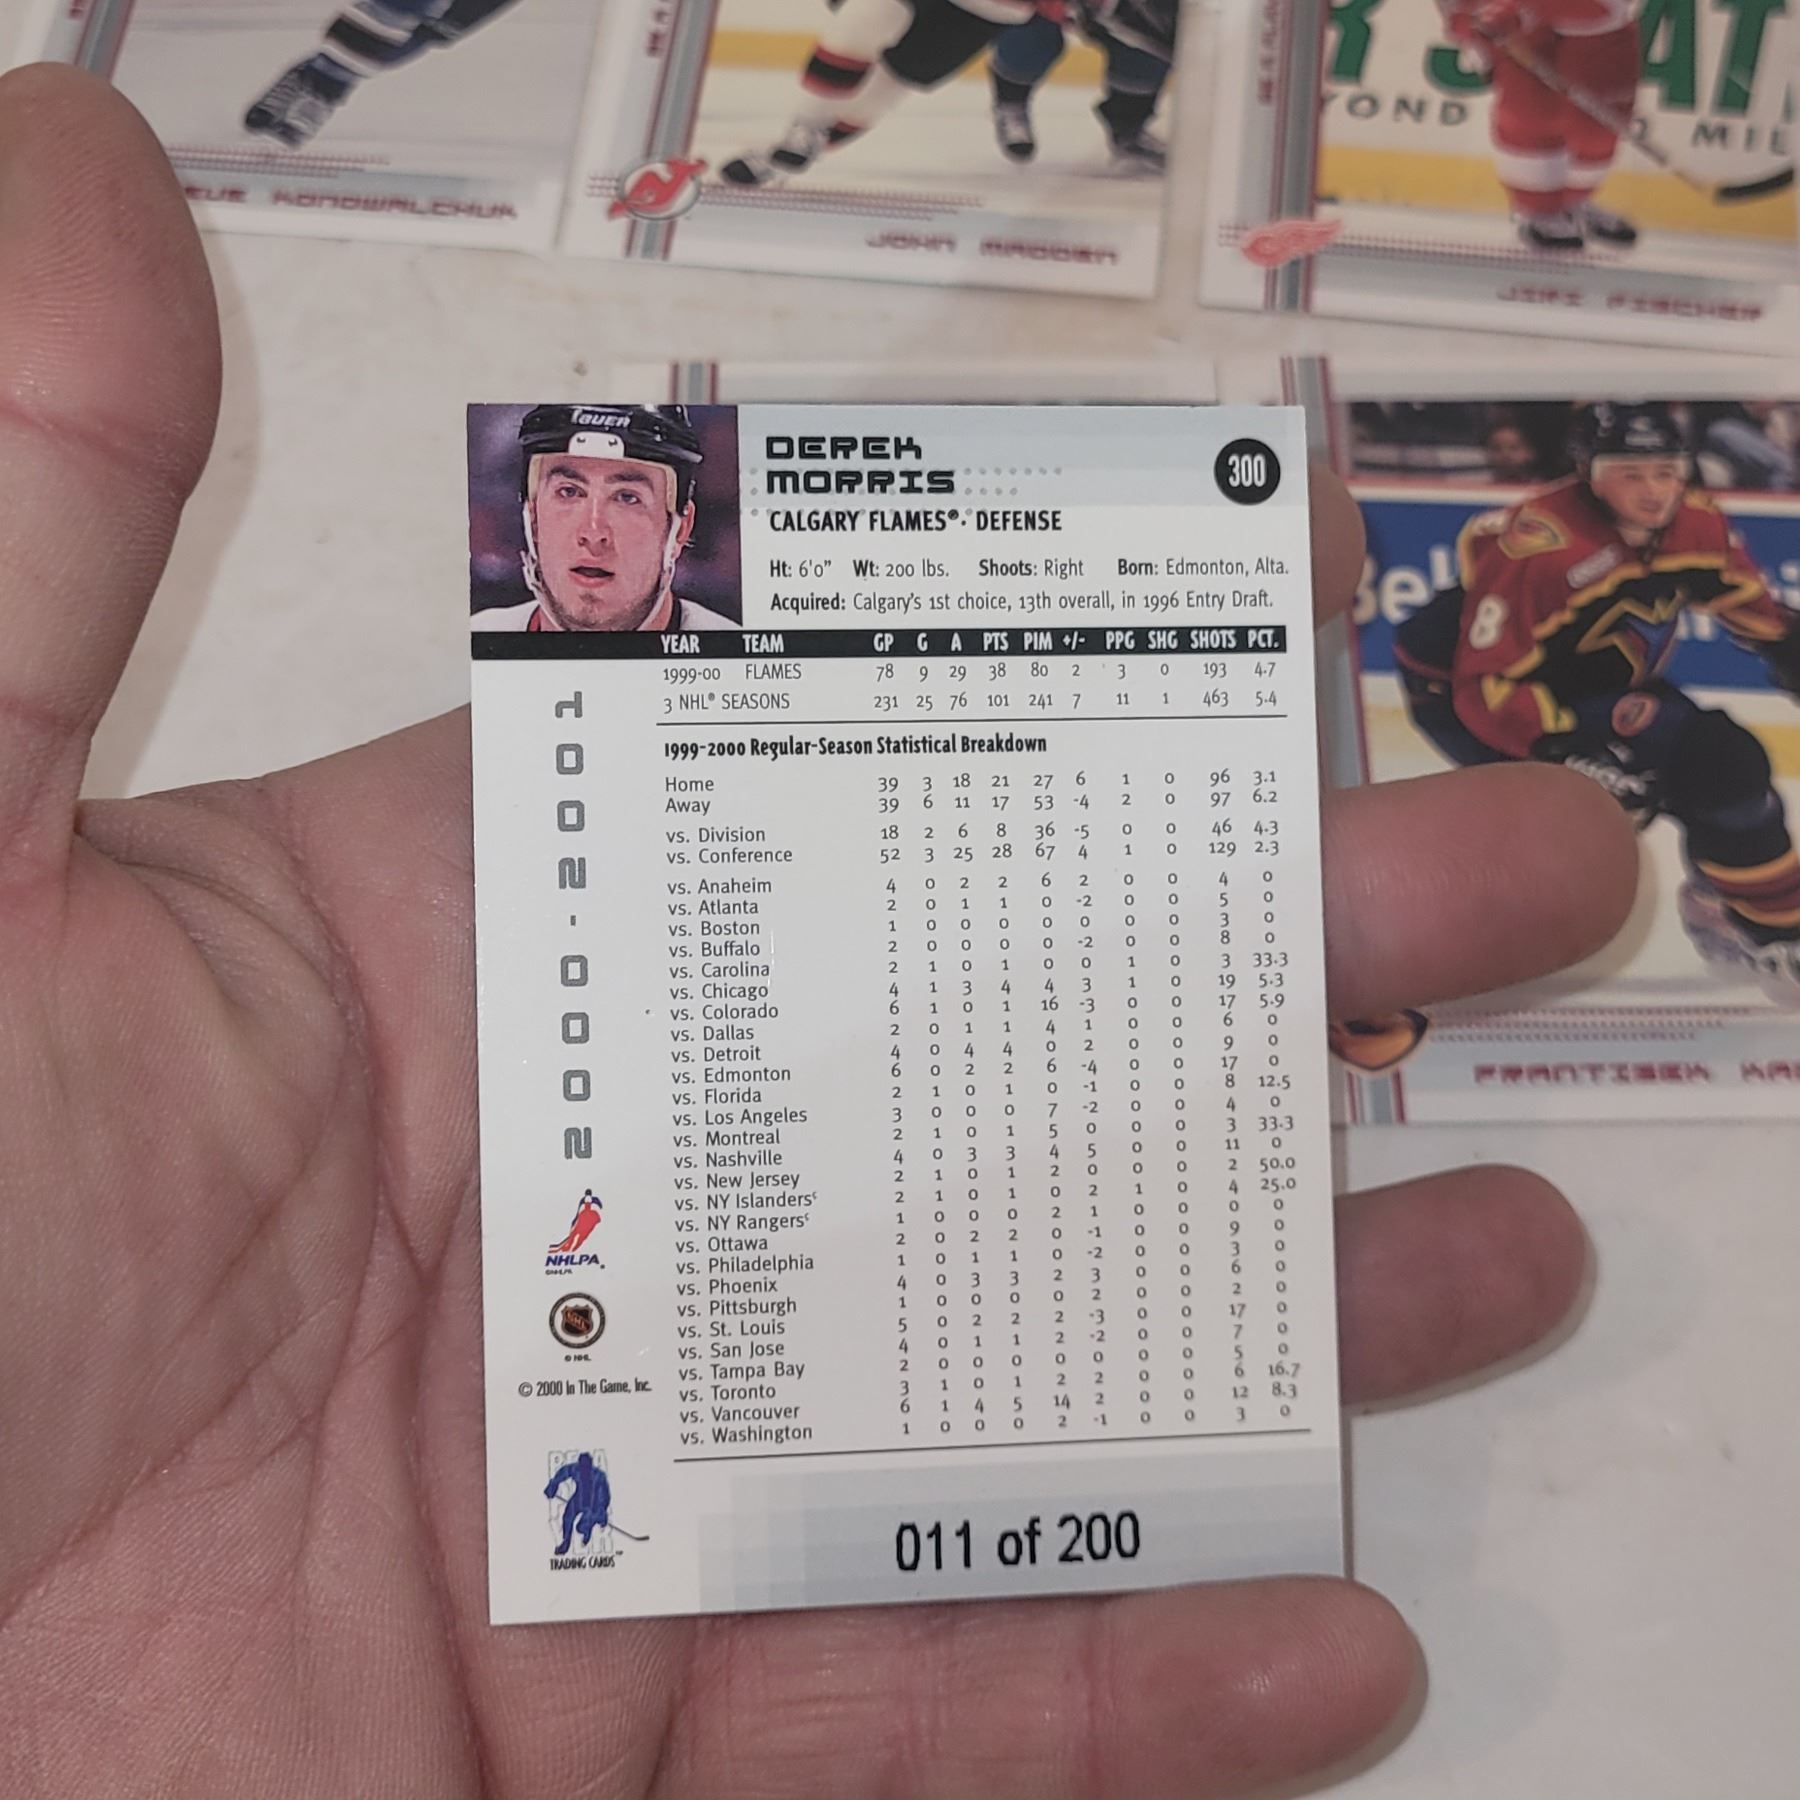 KONOWALCHUK
JOHN MADDEN
JIRI FISCHER
YOND
MIL
Bel
8
FRANTISEK KA
BAUER
DEREK
MORRIS
300
CALGARY FLAMES®· DEFENSE
Ht: 6'0" Wt: 200 lbs. Shoots: Right Born: Edmonton, Alta.
Acquired: Calgary's 1st choice, 13th overall, in 1996 Entry Draft.
YEAR TEAM GP G A PTS PIM +/- PPG SHG SHOTS PCT.
1999-00 FLAMES 78 9 29 38 80 2 3 0 193 4.7
3 NHL® SEASONS 231 25 76 101 241 7 11 1 463 5.4
1999-2000 Regular-Season Statistical Breakdown
Home 39 3 18 21 27 6 1 0 96 3.1
Away 39 6 11 17 53 -4 2 0 97 6.2
vs. Division 18 2 6 8 36 -5 0 0 46 4.3
vs. Conference 52 3 25 28 67 4 1 0 129 2.3
vs. Anaheim 4 0 2 2 6 2 0 0 4 0
vs. Atlanta 2 0 1 1 0 -2 0 0 5 0
vs. Boston 1 0 0 0 0 0 0 0 3 0
vs. Buffalo 2 0 0 0 0 -2 0 0 8 0
vs. Carolina 2 1 0 1 0 0 1 0 3 33.3
vs. Chicago 4 1 3 4 4 3 1 0 19 5.3
vs. Colorado 6 1 0 1 16 -3 0 0 17 5.9
vs. Dallas 2 0 1 1 4 1 0 0 6 0
vs. Detroit 4 0 4 4 0 2 0 0 9 0
vs. Edmonton 6 0 2 2 6 -4 0 0 17 0
vs. Florida 2 1 0 1 0 -1 0 0 8 12.5
vs. Los Angeles 3 0 0 0 7 -2 0 0 4 0
vs. Montreal 2 1 0 1 5 0 0 0 3 33.3
vs. Nashville 4 0 3 3 4 5 0 0 11 0
vs. New Jersey 2 1 0 1 2 0 0 0 2 50.0
vs. NY Islanders 2 1 0 1 0 2 1 0 4 25.0
vs. NY Rangers 1 0 0 0 2 1 0 0 0 0
vs. Ottawa 2 0 2 2 0 -1 0 0 9 0
vs. Philadelphia 1 0 1 1 0 -2 0 0 3 0
vs. Phoenix 4 0 3 3 2 3 0 0 6 0
vs. Pittsburgh 1 0 0 0 0 2 0 0 2 0
vs. St. Louis 5 0 2 2 2 -3 0 0 17 0
vs. San Jose 4 0 1 1 2 -2 0 0 7 0
vs. Tampa Bay 2 0 0 0 0 0 0 0 5 0
vs. Toronto 3 1 0 1 2 2 0 0 6 16.7
vs. Vancouver 6 1 4 5 14 2 0 0 12 8.3
vs. Washington 1 0 0 0 2 -1 0 0 3 0
2000-2001
NHLPA
NHL
© NHL
© 2000 In The Game, Inc.
BE A
TRADING CARDS™
011 of 200